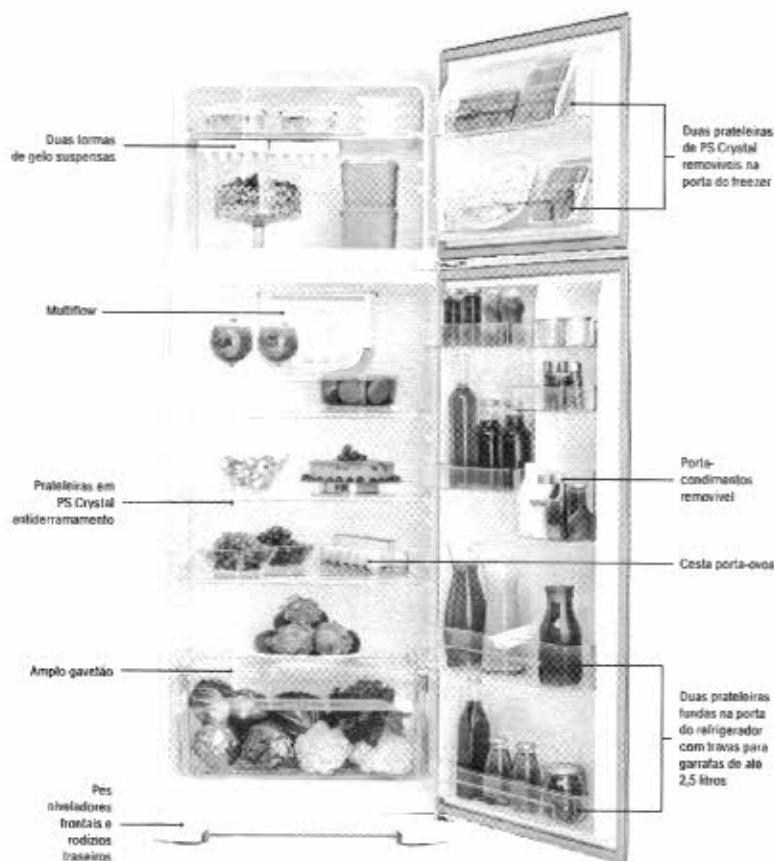 Duas formas
de gelo suspensas
Duas prateleiras
de PS Crystal
removíveis na
porta do freezer
Multiflow
Prateleiras em
PS Crystal
antiderramamento
Porta-
condimentos
removível
Cesta porta-ovos
Amplo gavetão
Duas prateleiras
fundas na porta
do refrigerador
com travas para
garrafas de até
2,5 litros
Pes
niveladores
frontais e
rodízios
traseiros